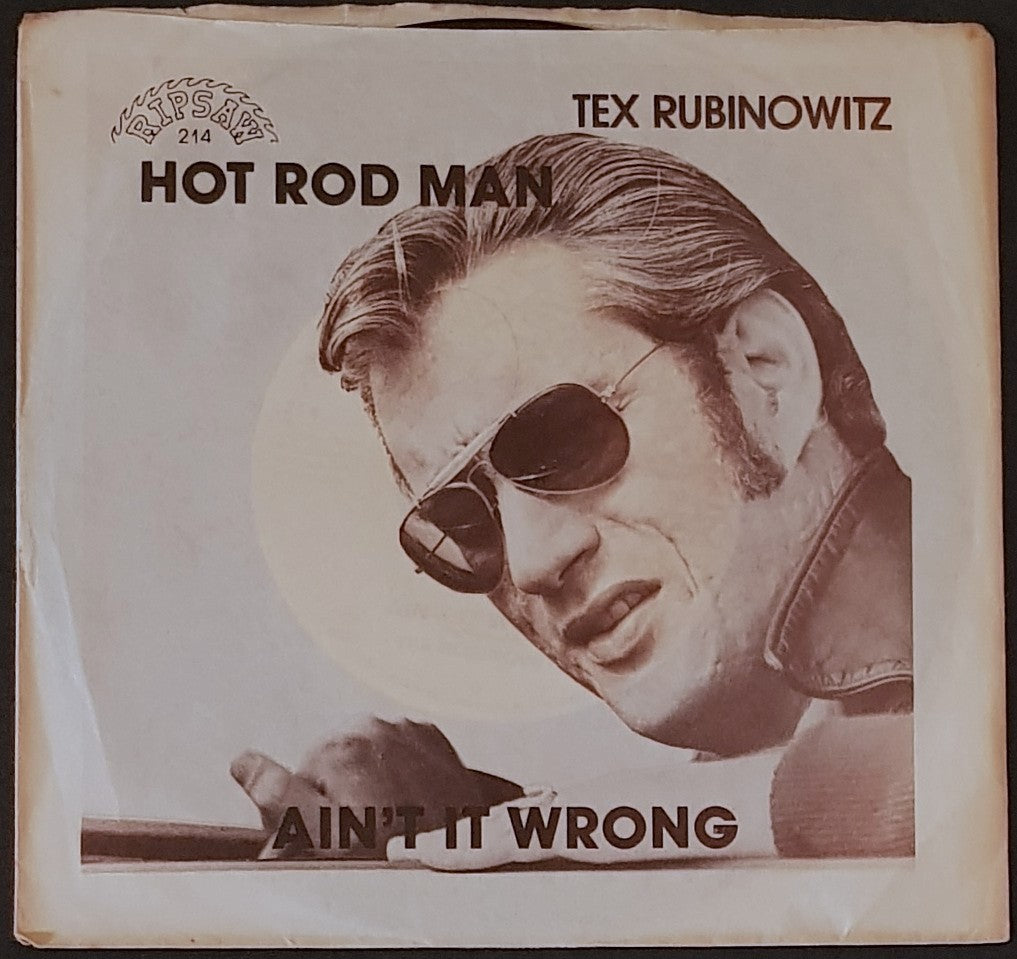 RIPSAW
214
TEX RUBINOWITZ
HOT ROD MAN
AIN'T IT WRONG